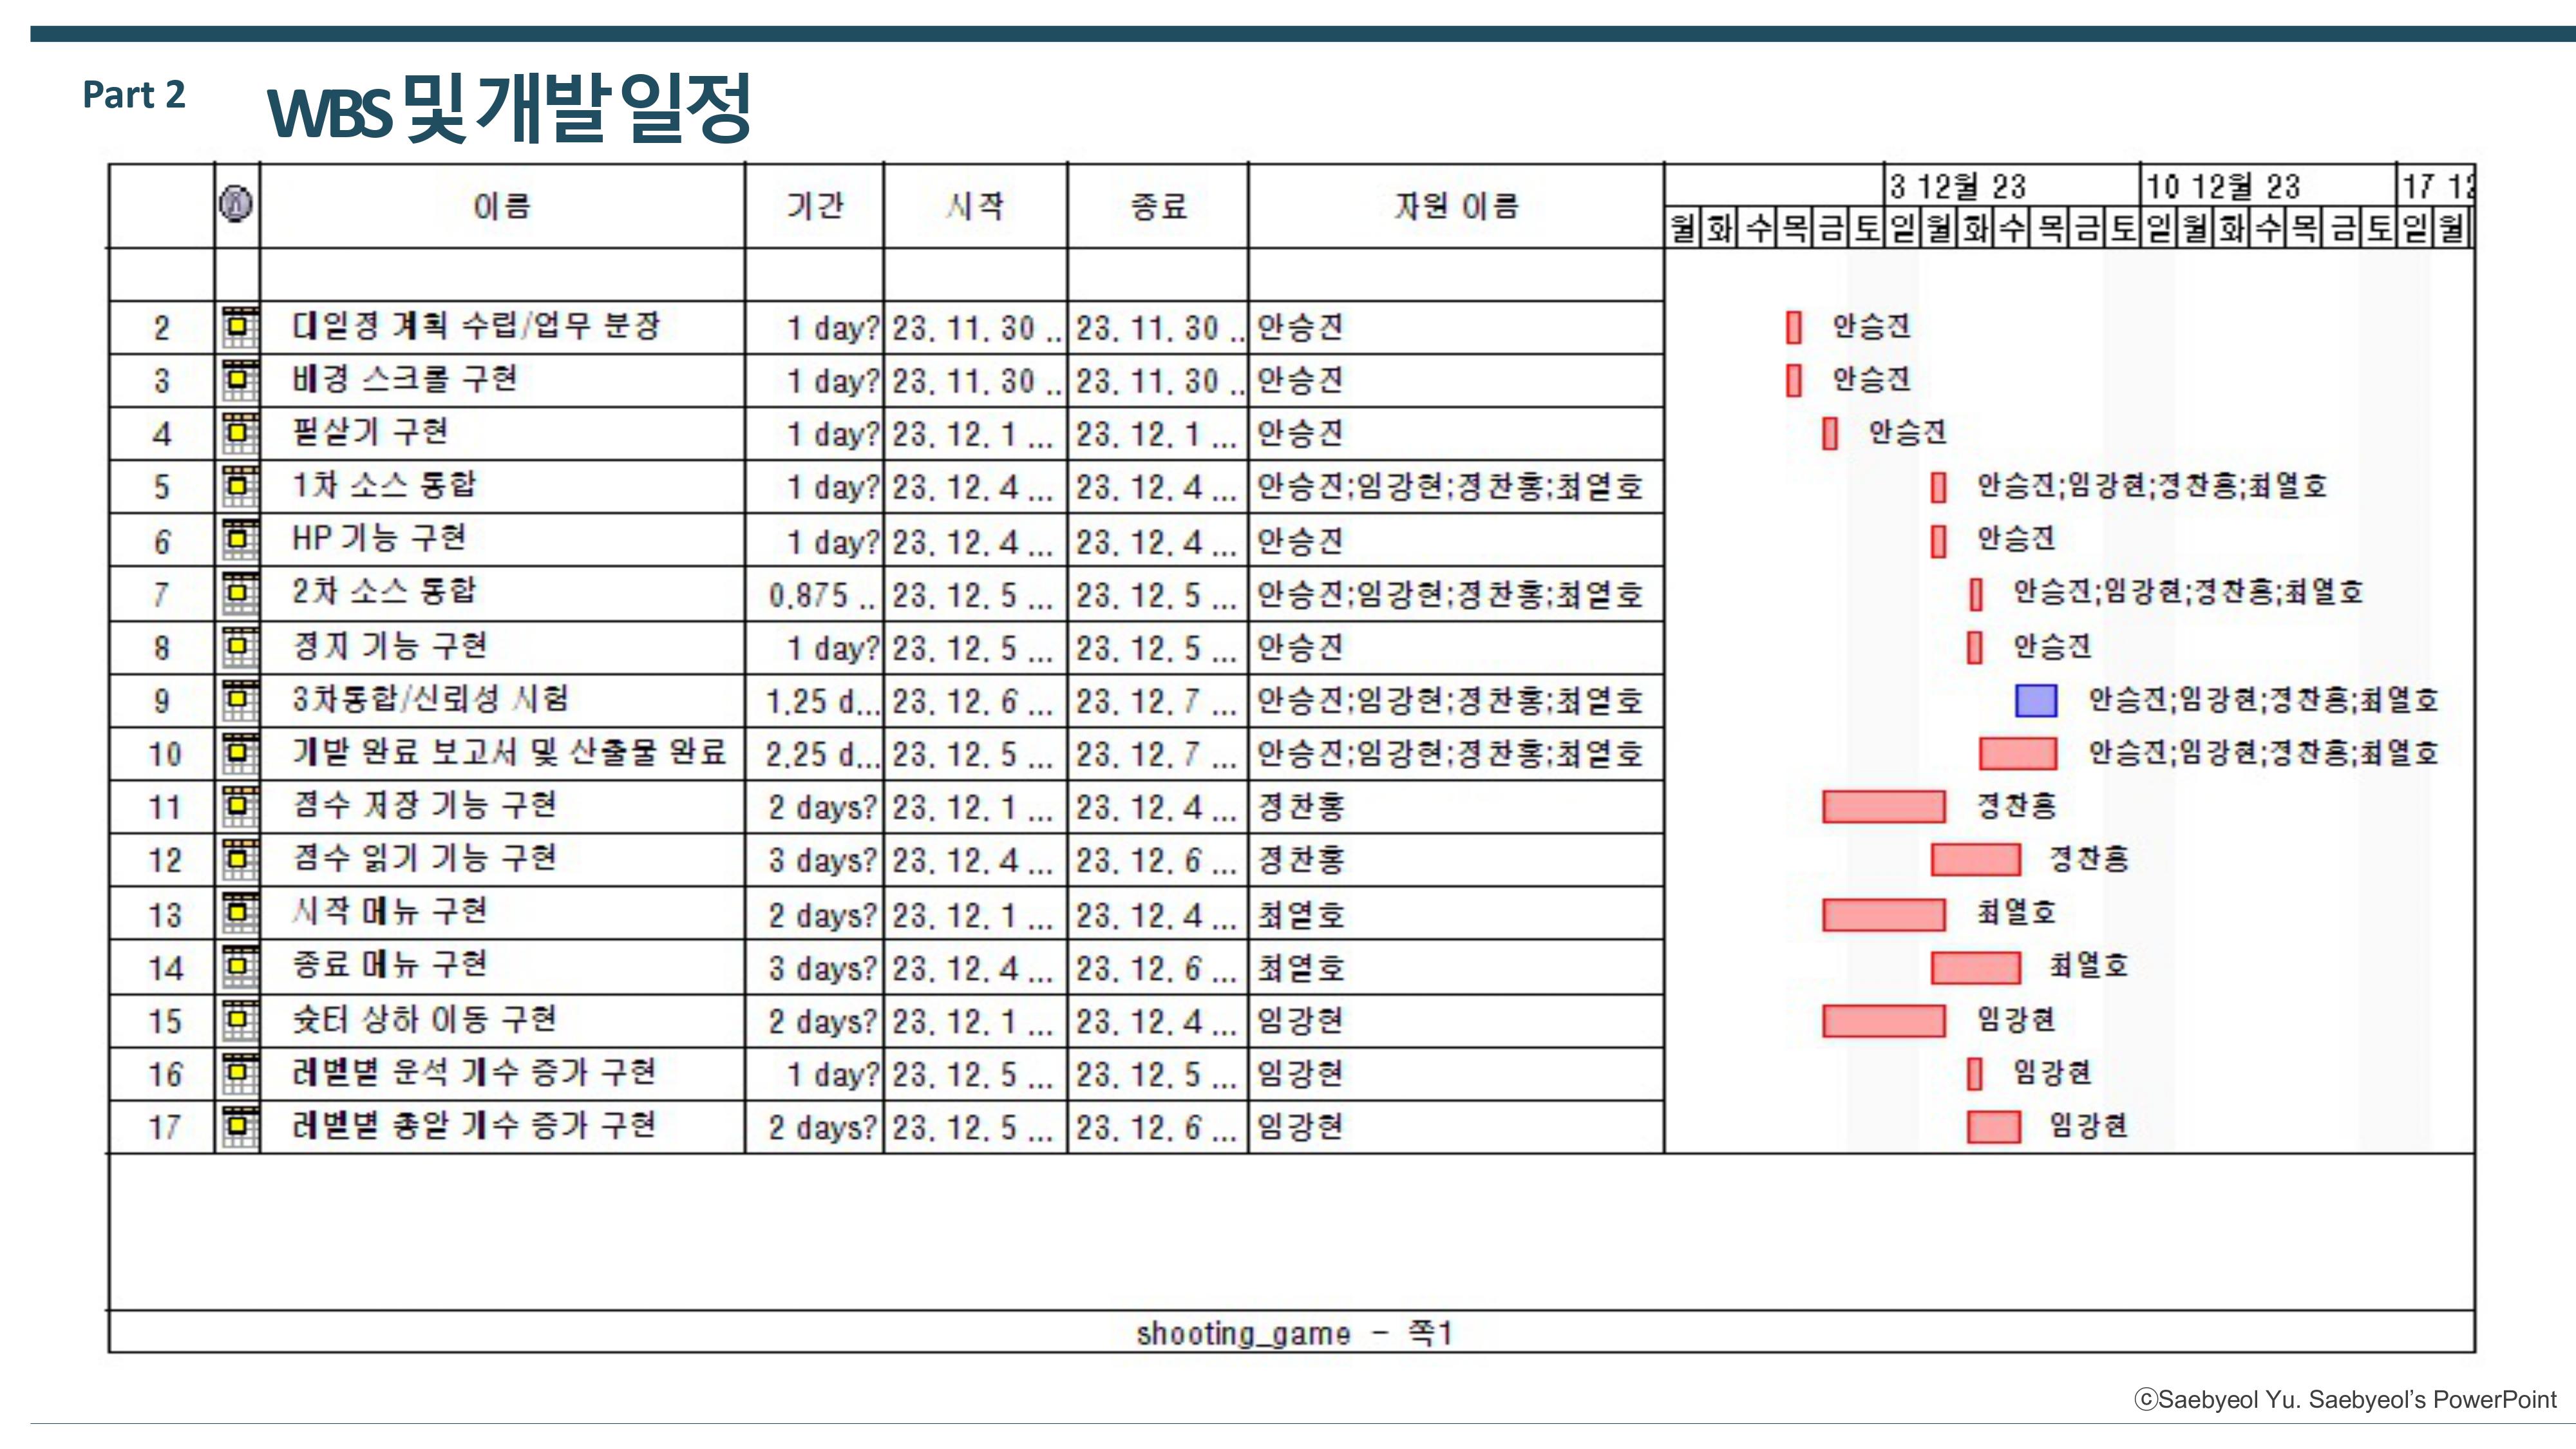 Part 2
WBS 및 개발 일정
이름 기간 시작 종료 자원 이름 3 12월 23 10 12월 23 17 12
월 화 수 목 금 토 일 월 화 수 목 금 토 일 월 화 수 목 금 토 일 월
2 대일정 계획 수립/업무 분장 1 day? 23. 11. 30 .. 23. 11. 30 .. 안승진 안승진
3 배경 스크롤 구현 1 day? 23. 11. 30 .. 23. 11. 30 .. 안승진 안승진
4 필살기 구현 1 day? 23. 12. 1 ... 23. 12. 1 ... 안승진 안승진
5 1차 소스 통합 1 day? 23. 12. 4 ... 23. 12. 4 ... 안승진;임강현;정찬홍;최열호 안승진;임강현;정찬홍;최열호
6 HP 기능 구현 1 day? 23. 12. 4 ... 23. 12. 4 ... 안승진 안승진
7 2차 소스 통합 0.875 .. 23. 12. 5 ... 23. 12. 5 ... 안승진;임강현;정찬홍;최열호 안승진;임강현;정찬홍;최열호
8 정지 기능 구현 1 day? 23. 12. 5 ... 23. 12. 5 ... 안승진 안승진
9 3차통합/신뢰성 시험 1.25 d... 23. 12. 6 ... 23. 12. 7 ... 안승진;임강현;정찬홍;최열호 안승진;임강현;정찬홍;최열호
10 개발 완료 보고서 및 산출물 완료 2.25 d... 23. 12. 5 ... 23. 12. 7 ... 안승진;임강현;정찬홍;최열호 안승진;임강현;정찬홍;최열호
11 점수 저장 기능 구현 2 days? 23. 12. 1 ... 23. 12. 4 ... 정찬홍 정찬홍
12 점수 읽기 기능 구현 3 days? 23. 12. 4 ... 23. 12. 6 ... 정찬홍 정찬홍
13 시작 메뉴 구현 2 days? 23. 12. 1 ... 23. 12. 4 ... 최열호 최열호
14 종료 메뉴 구현 3 days? 23. 12. 4 ... 23. 12. 6 ... 최열호 최열호
15 슛터 상하 이동 구현 2 days? 23. 12. 1 ... 23. 12. 4 ... 임강현 임강현
16 레벨별 운석 개수 증가 구현 1 day? 23. 12. 5 ... 23. 12. 5 ... 임강현 임강현
17 레벨별 총알 개수 증가 구현 2 days? 23. 12. 5 ... 23. 12. 6 ... 임강현 임강현
shooting_game - 쪽1
ⓒSaebyeol Yu. Saebyeol’s PowerPoint